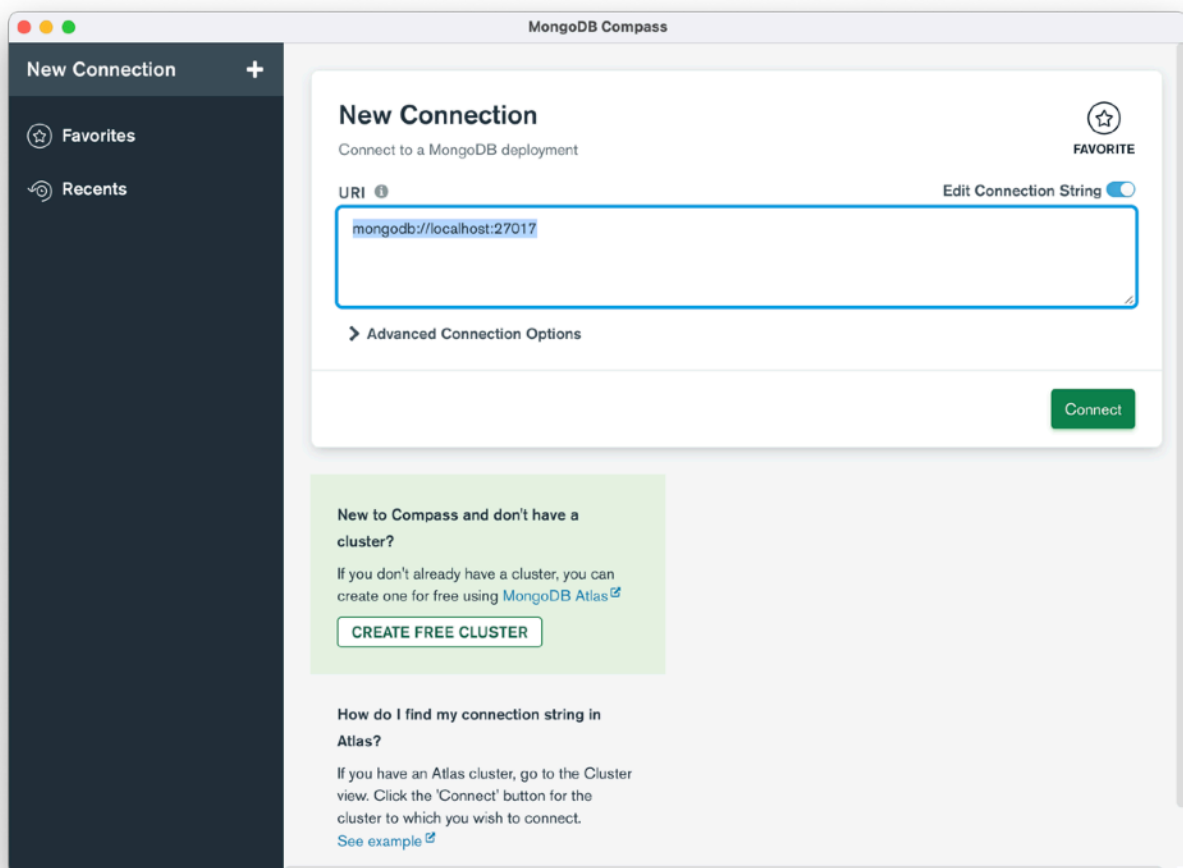 MongoDB Compass
New Connection +
Favorites
Recents
New Connection
Connect to a MongoDB deployment
FAVORITE
URI
Edit Connection String
mongodb://localhost:27017
Advanced Connection Options
Connect
New to Compass and don't have a
cluster?
If you don't already have a cluster, you can
create one for free using MongoDB Atlas
CREATE FREE CLUSTER
How do I find my connection string in
Atlas?
If you have an Atlas cluster, go to the Cluster
view. Click the 'Connect' button for the
cluster to which you wish to connect.
See example